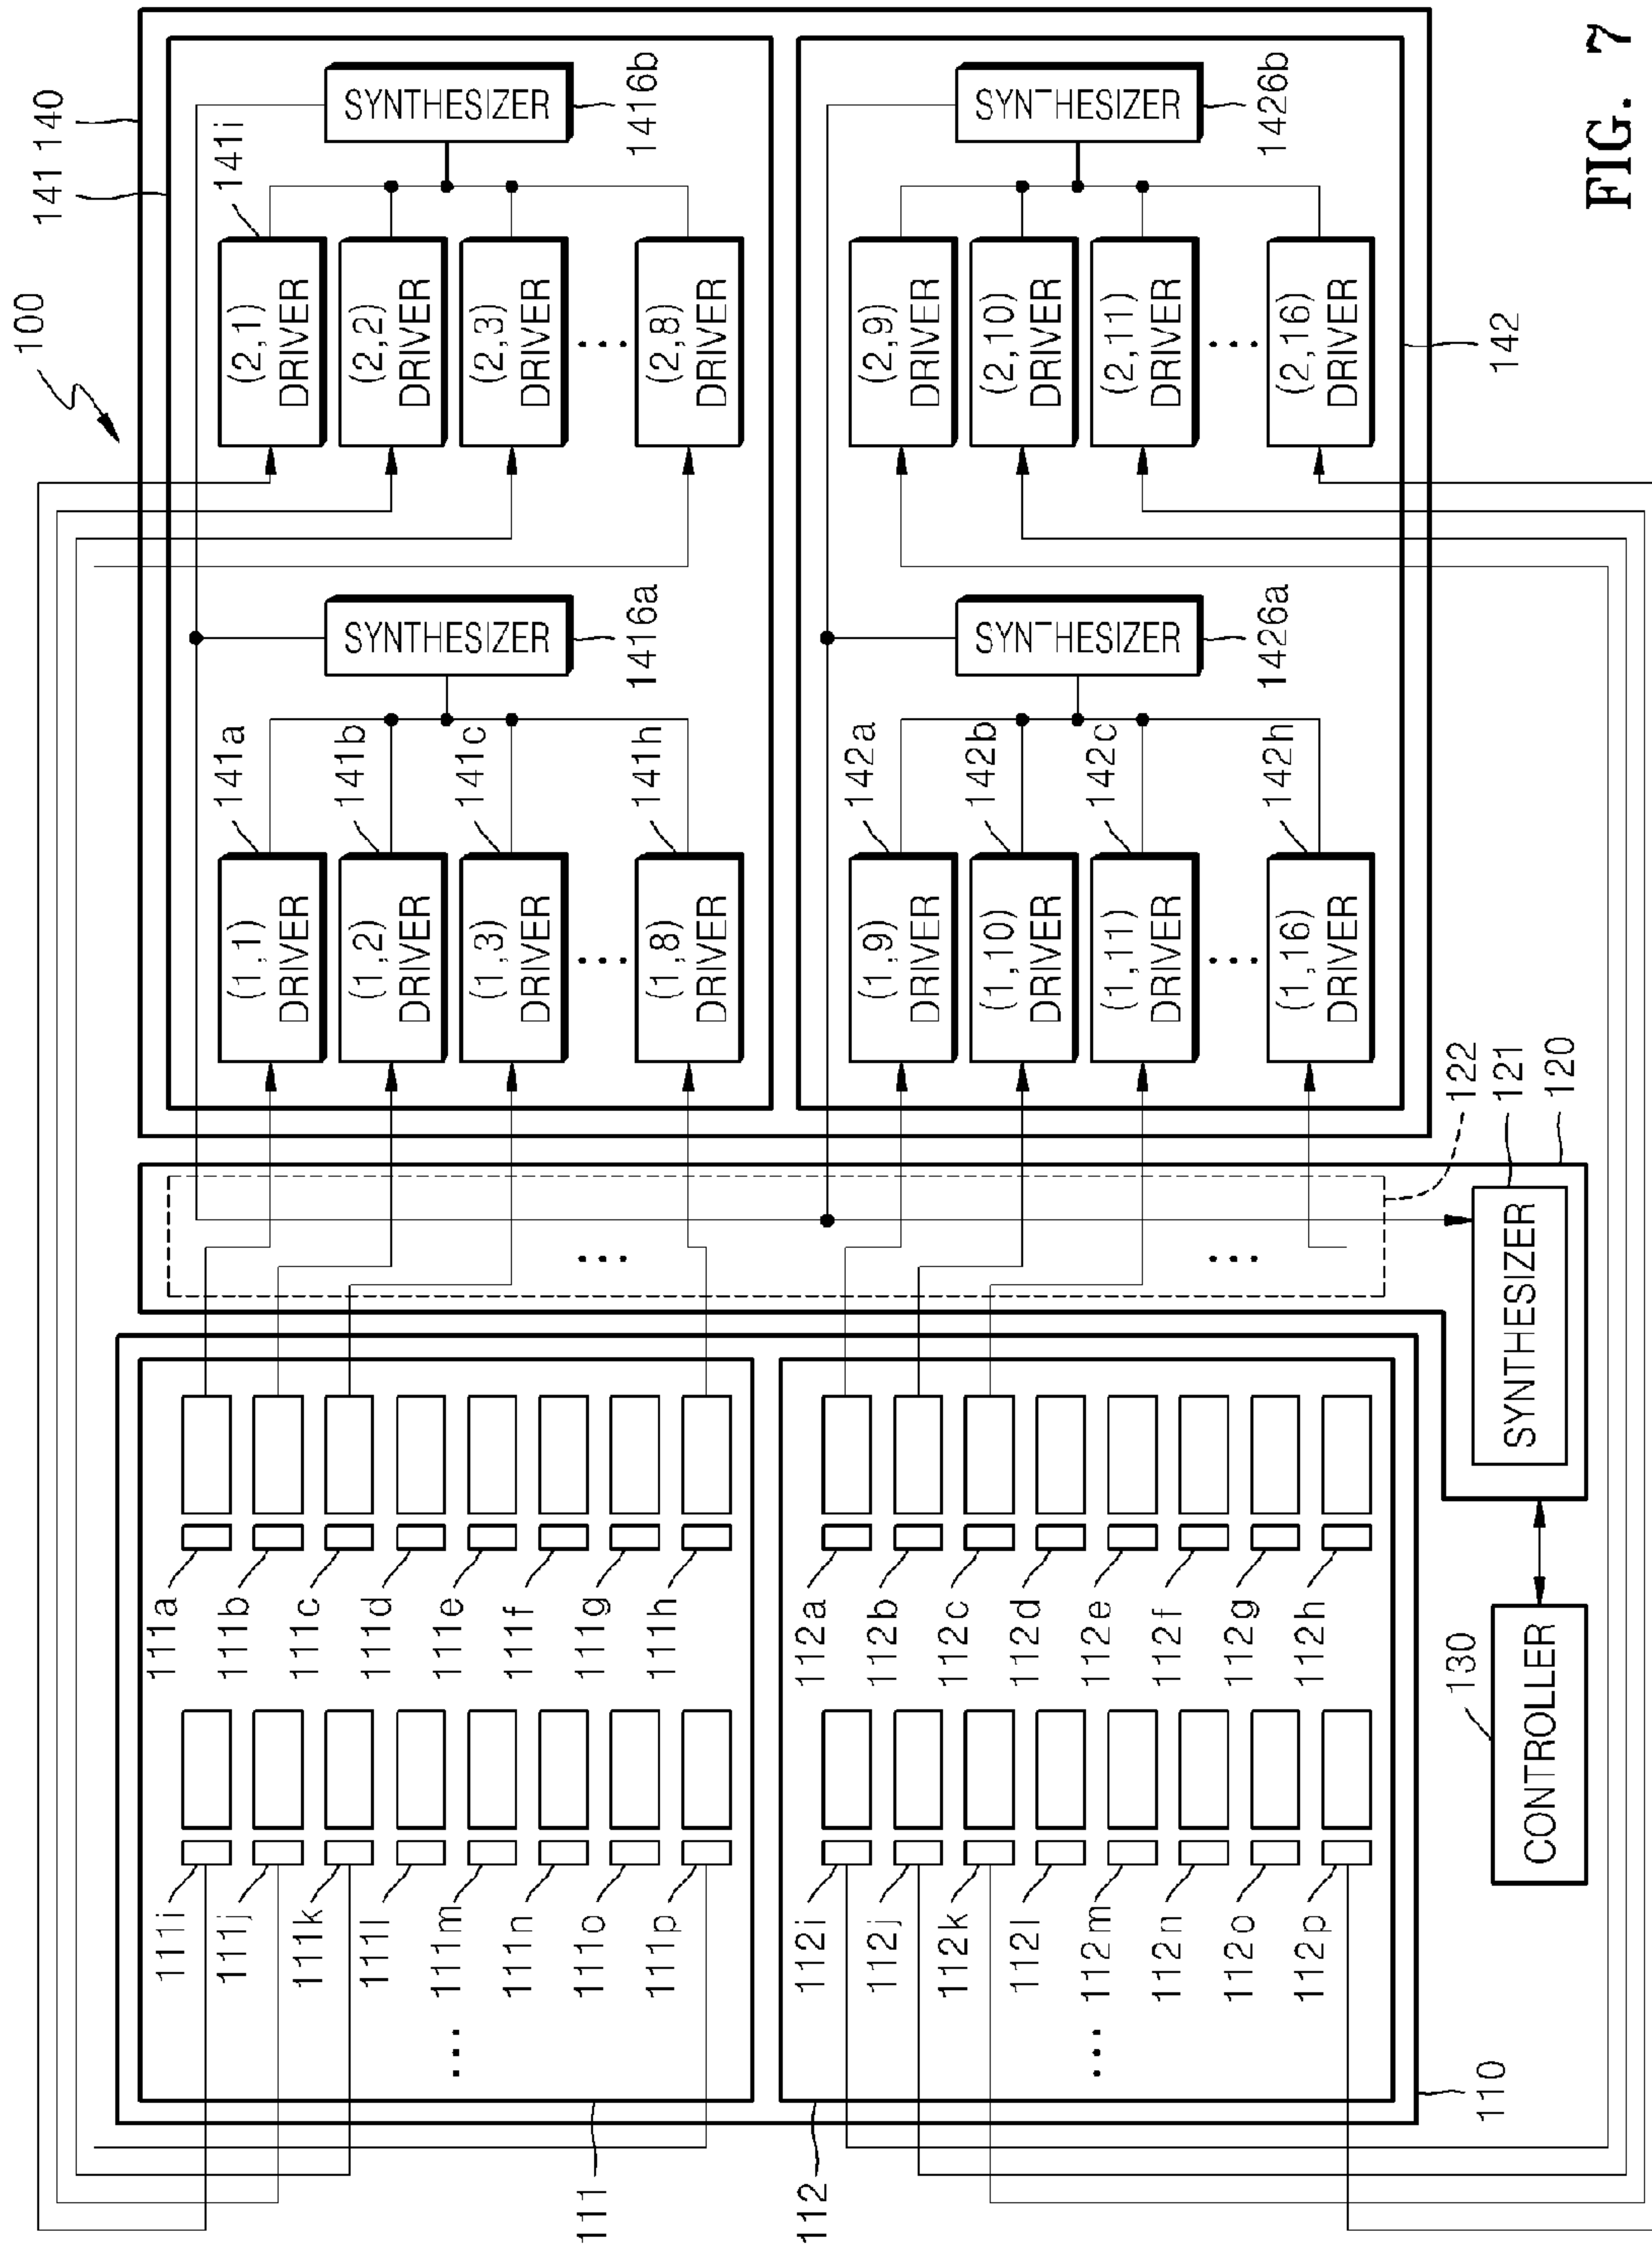 FIG. 7
100
141 140
141i
(2,1)
DRIVER
(2,2)
DRIVER
(2,3)
DRIVER
(2,8)
DRIVER
SYNTHESIZER
1416b
141a
(1,1)
DRIVER
141b
(1,2)
DRIVER
141c
(1,3)
DRIVER
141h
(1,8)
DRIVER
SYNTHESIZER
1416a
(2,9)
DRIVER
(2,10)
DRIVER
(2,11)
DRIVER
(2,16)
DRIVER
SYNTHESIZER
1426b
142
142a
(1,9)
DRIVER
142b
(1,10)
DRIVER
142c
(1,11)
DRIVER
142h
(1,16)
DRIVER
SYNTHESIZER
1426a
122
121
120
SYNTHESIZER
130
CONTROLLER
111a
111b
111c
111d
111e
111f
111g
111h
111i
111j
111k
111l
111m
111n
111o
111p
111
112a
112b
112c
112d
112e
112f
112g
112h
112i
112j
112k
112l
112m
112n
112o
112p
112
110